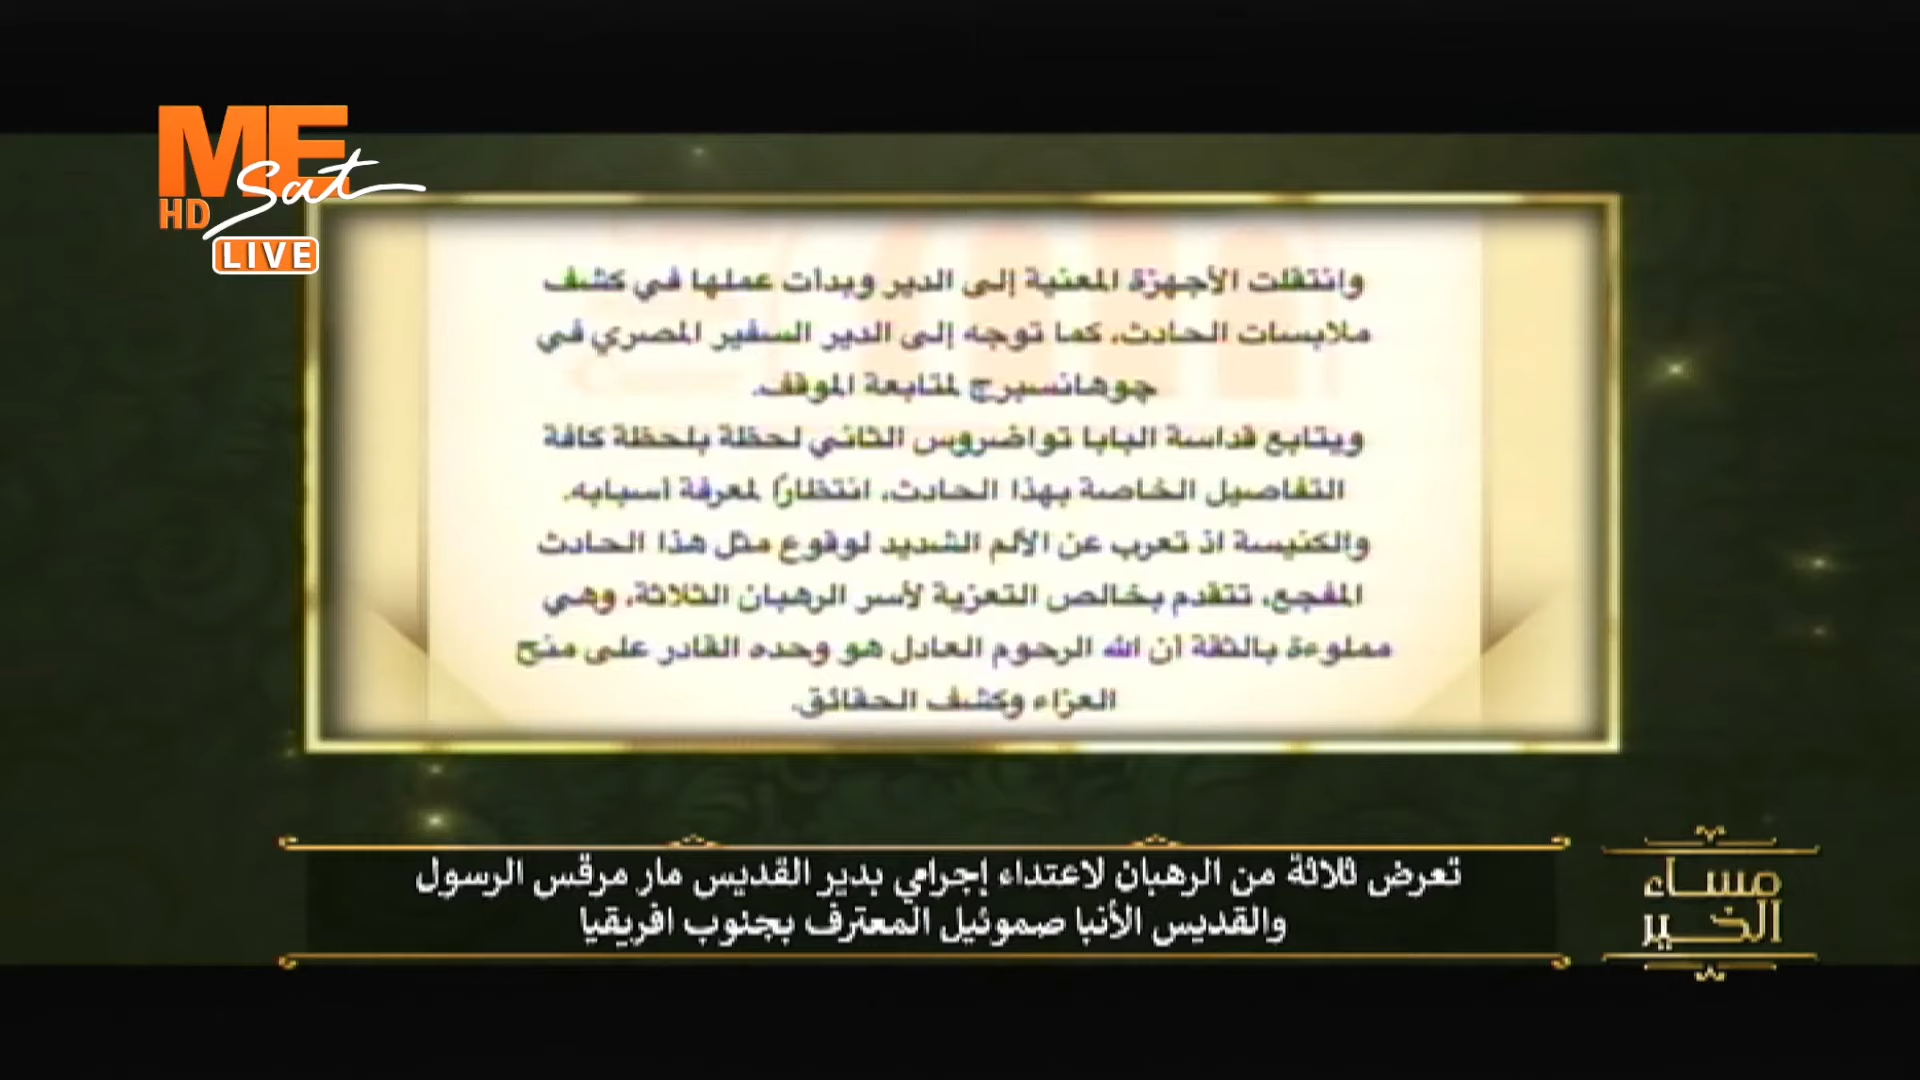 ME
Sat
HD
LIVE
وانتقلت الأجهزة المعنية إلى الدير وبدأت عملها في كشف
ملابسات الحادث، كما توجه إلى الدير السفير المصري في
چوهانسبرج لمتابعة الموقف.
ويتابع قداسة البابا تواضروس الثاني لحظة بلحظة كافة
التفاصيل الخاصة بهذا الحادث، انتظارًا لمعرفة أسبابه.
والكنيسة اذ تعرب عن الألم الشديد لوقوع مثل هذا الحادث
المفجع، تتقدم بخالص التعزية لأسر الرهبان الثلاثة، وهي
مملوءة بالثقة أن الله الرحوم العادل هو وحده القادر على منح
العزاء وكشف الحقائق.
تعرض ثلاثة من الرهبان لاعتداء إجرامي بدير القديس مار مرقس الرسول
والقديس الأنبا صموئيل المعترف بجنوب افريقيا
مساء
الخير